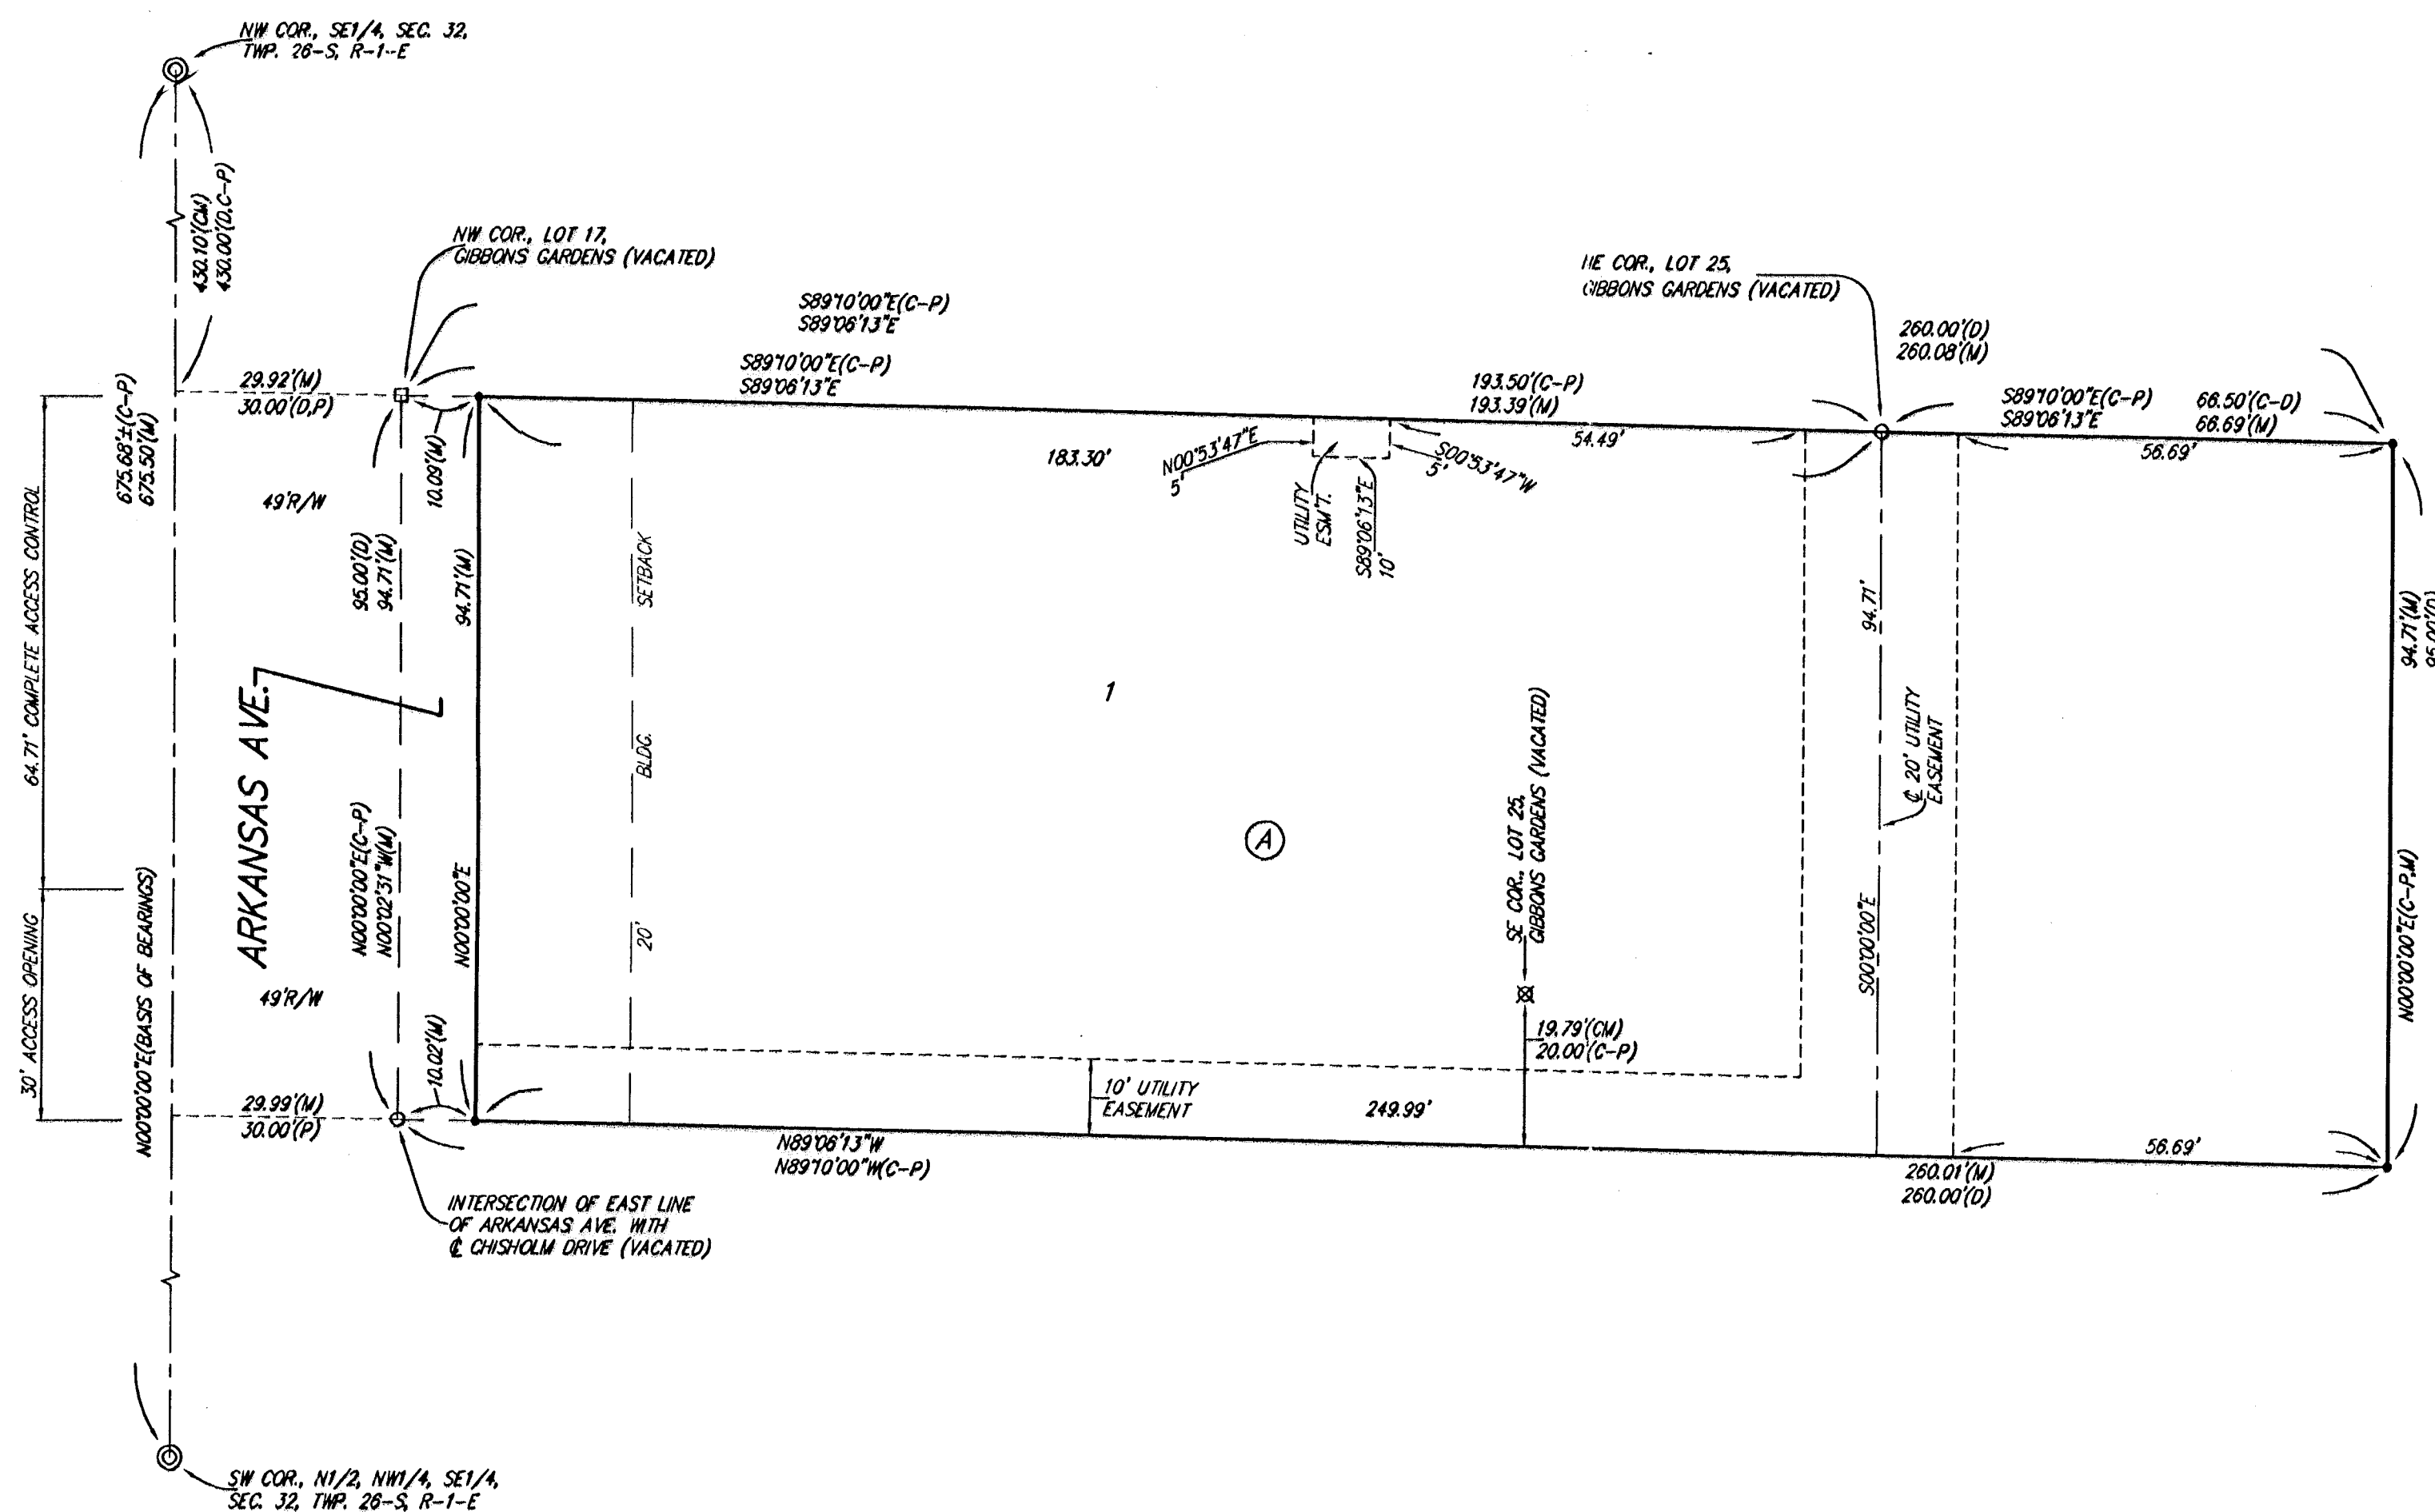 NW COR., SE1/4, SEC. 32,
TWP. 26-S, R-1-E
430.10'(CM)
430.00'(D,C-P)
NW COR., LOT 17,
GIBBONS GARDENS (VACATED)
NE COR., LOT 25,
GIBBONS GARDENS (VACATED)
S89°10'00"E(C-P)
S89°06'13"E
260.00'(D)
260.08'(M)
S89°10'00"E(C-P)
S89°06'13"E
193.50'(C-P)
193.39'(M)
S89°10'00"E(C-P)
S89°06'13"E
66.50'(C-D)
66.69'(M)
29.92'(M)
30.00'(D,P)
675.68'±(C-P)
675.50'(M)
10.09'(M)
183.30'
N00°53'47"E
5'
S00°53'47"W
5'
54.49'
56.69'
UTILITY
ESM'T.
S89°06'13"E
10'
49'R/W
64.71' COMPLETE ACCESS CONTROL
95.00'(D)
94.71'(M)
94.71'(M)
SETBACK
BLDG.
20'
1
94.71'
94.71'(M)
95.00'(D)
ARKANSAS AVE.
SE COR., LOT 25,
GIBBONS GARDENS (VACATED)
℄ 20' UTILITY
EASEMENT
N00°00'00"E(C-P)
N00°02'31"W(M)
N00°00'00"E
A
S00°00'00"E
N00°00'00"E(C-P,M)
30' ACCESS OPENING
N00°00'00"E(BASIS OF BEARINGS)
49'R/W
10.02'(M)
19.79'(CM)
20.00'(C-P)
29.99'(M)
30.00'(P)
10' UTILITY
EASEMENT
249.99'
N89°06'13"W
N89°10'00"W(C-P)
56.69'
260.01'(M)
260.00'(D)
INTERSECTION OF EAST LINE
OF ARKANSAS AVE. WITH
℄ CHISHOLM DRIVE (VACATED)
SW COR., N1/2, NW1/4, SE1/4,
SEC. 32, TWP. 26-S, R-1-E